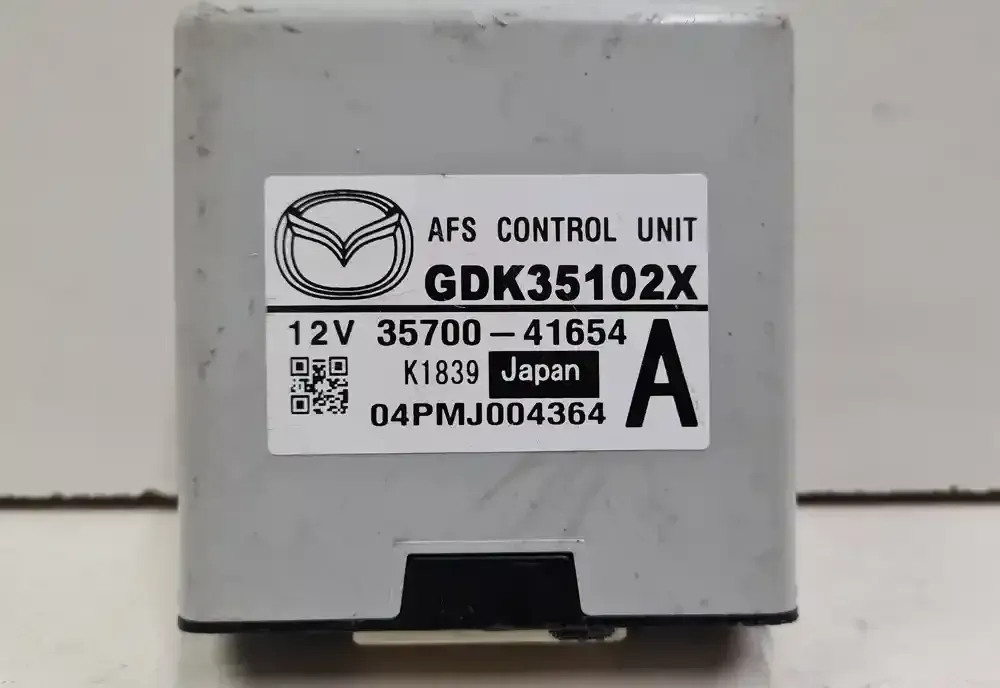 AFS CONTROL UNIT
GDK35102X
12V 35700-41654
K1839 Japan
04PMJ004364
A